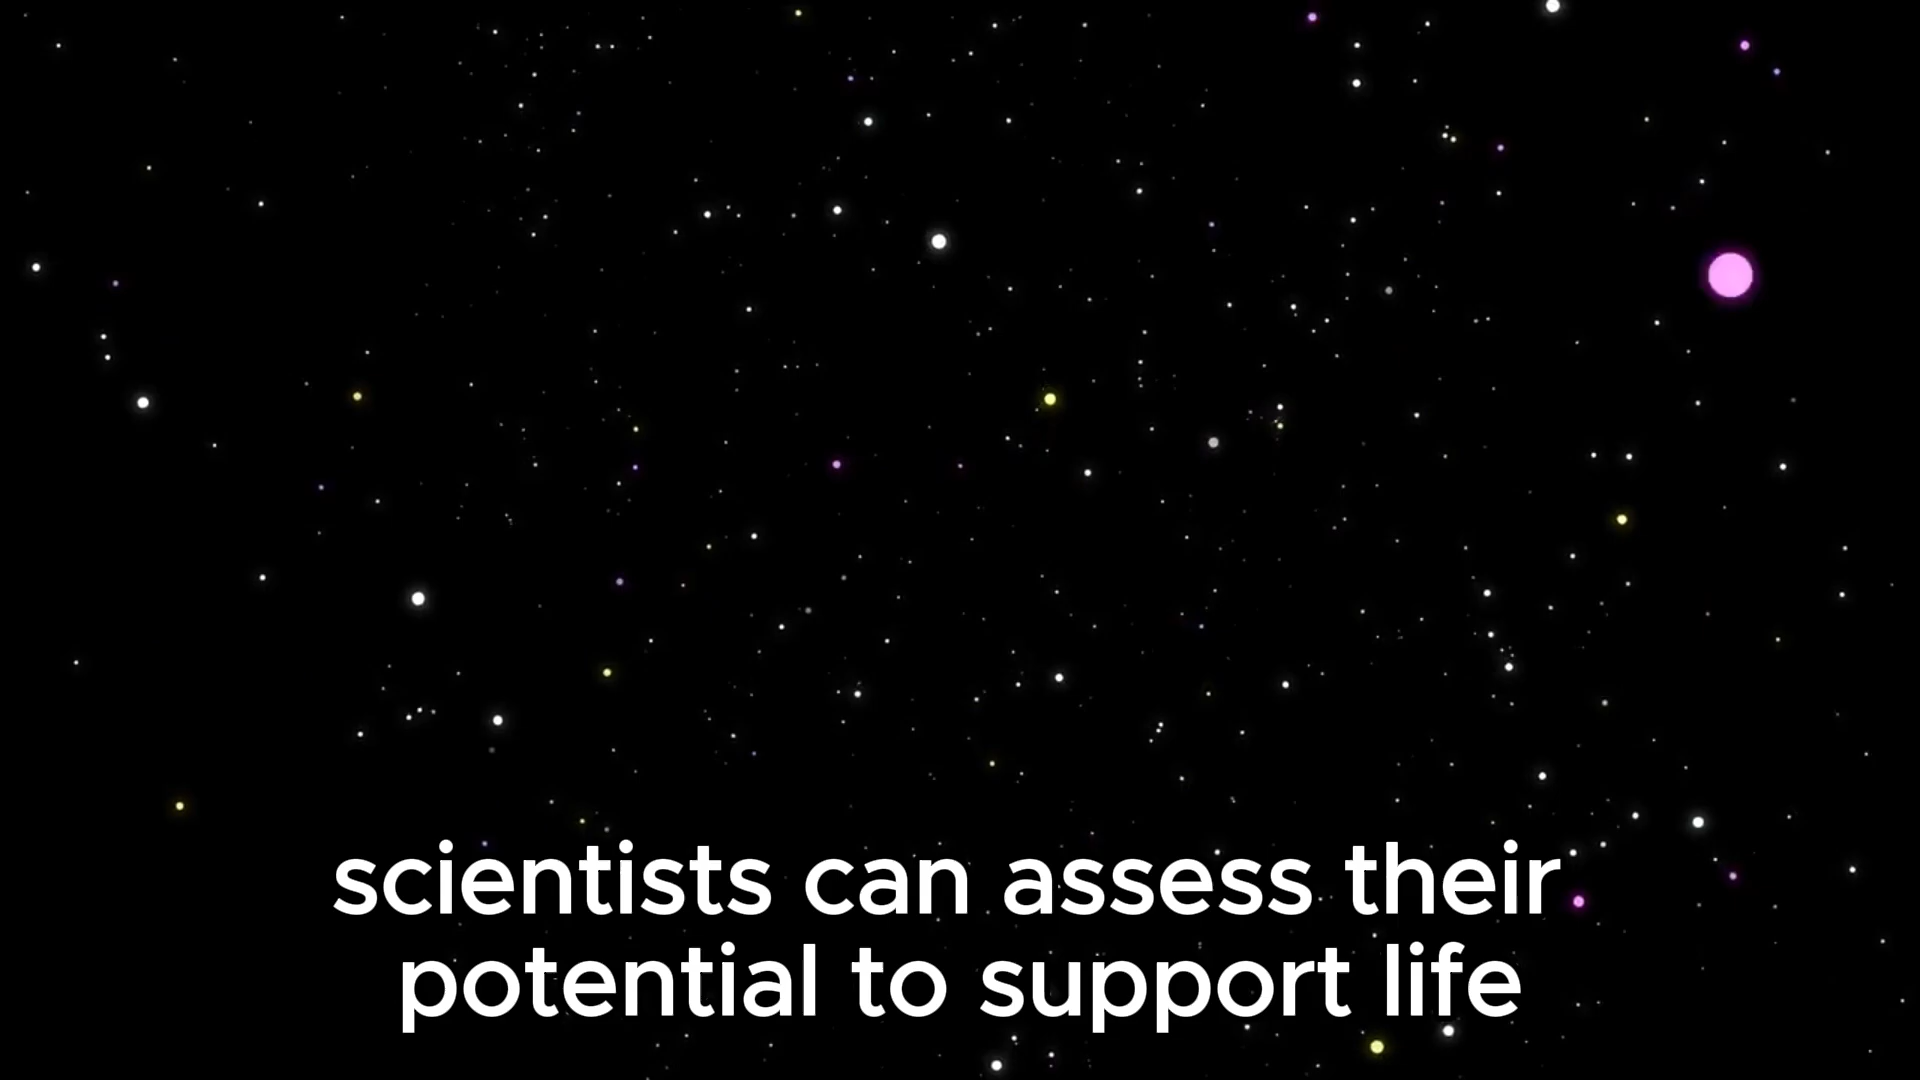 scientists can assess their
potential to support life